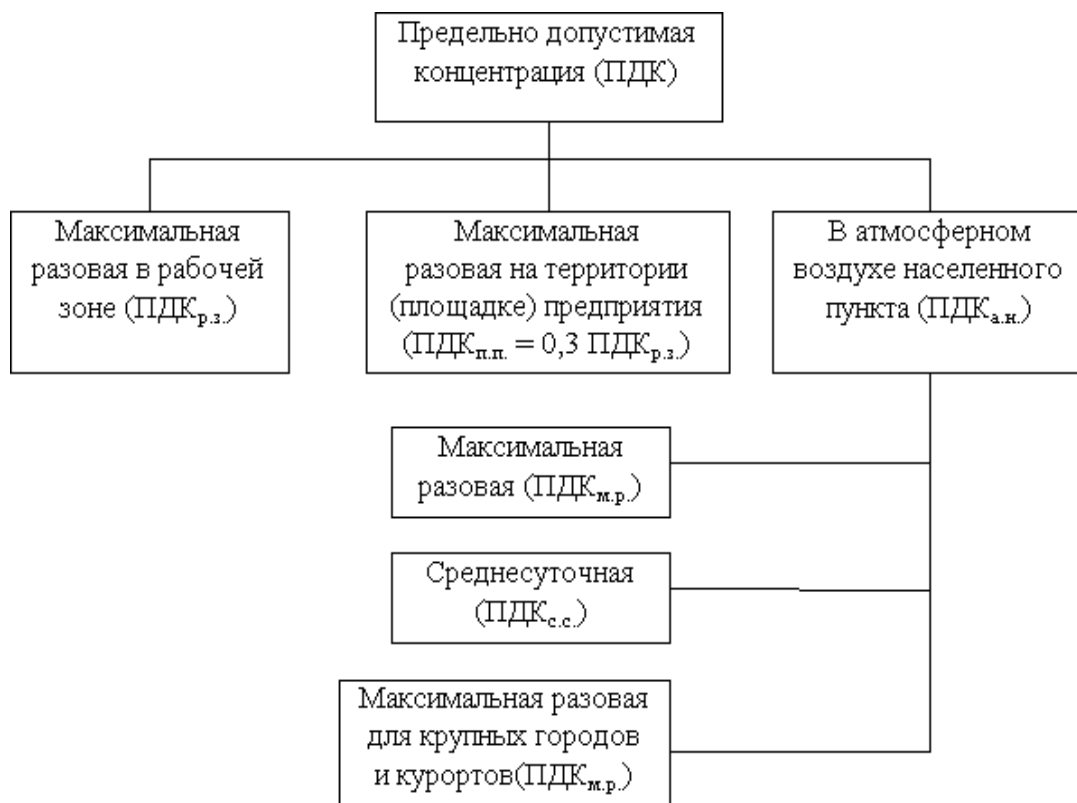 Предельно допустимая
концентрация (ПДК)
Максимальная
разовая в рабочей
зоне (ПДКр.з.)
Максимальная
разовая на территории
(площадке) предприятия
(ПДКп.п. = 0,3 ПДКр.з.)
В атмосферном
воздухе населенного
пункта (ПДКа.н.)
Максимальная
разовая (ПДКм.р.)
Среднесуточная
(ПДКс.с.)
Максимальная разовая
для крупных городов
и курортов(ПДКм.р.)